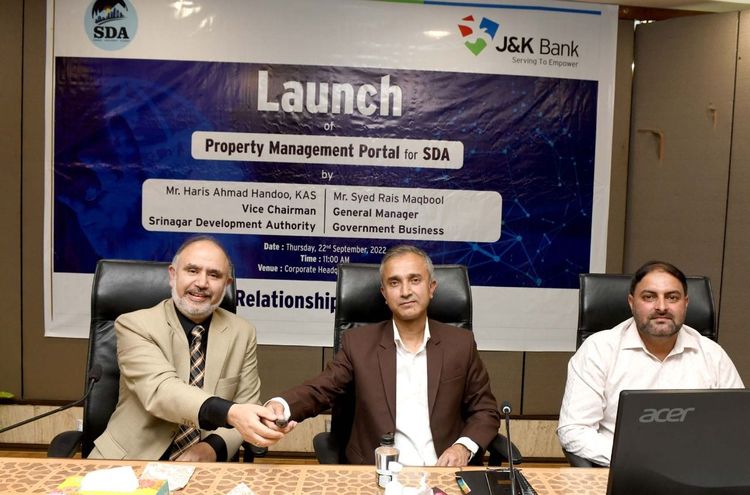 SDA
J&K Bank
Serving To Empower
Launch
of
Property Management Portal for SDA
by
Mr. Haris Ahmad Handoo, KAS
Vice Chairman
Srinagar Development Authority
Mr. Syed Rais Maqbool
General Manager
Government Business
Date : Thursday, 22nd September, 2022
Time : 11:00 AM
Venue : Corporate
Relationship
acer